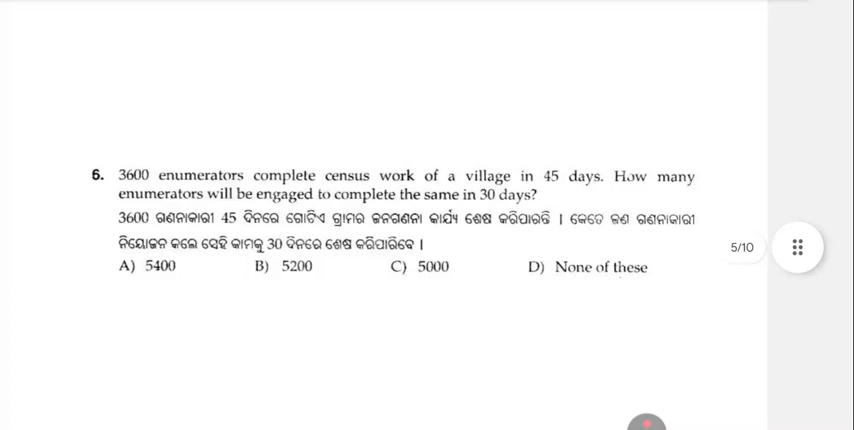 6. 3600 enumerators complete census work of a village in 45 days. How many
enumerators will be engaged to complete the same in 30 days?
3600 ଗଣନାକାରୀ 45 ଦିନରେ ଗୋଟିଏ ଗ୍ରାମର ଜନଗଣନା କାର୍ଯ୍ୟ ଶେଷ କରିପାରନ୍ତି । କେତେ ଜଣ ଗଣନାକାରୀ
ନିୟୋଜନ କଲେ ସେହି କାମକୁ 30 ଦିନରେ ଶେଷ କରିପାରିବେ ।
A) 5400 B) 5200 C) 5000 D) None of these
5/10